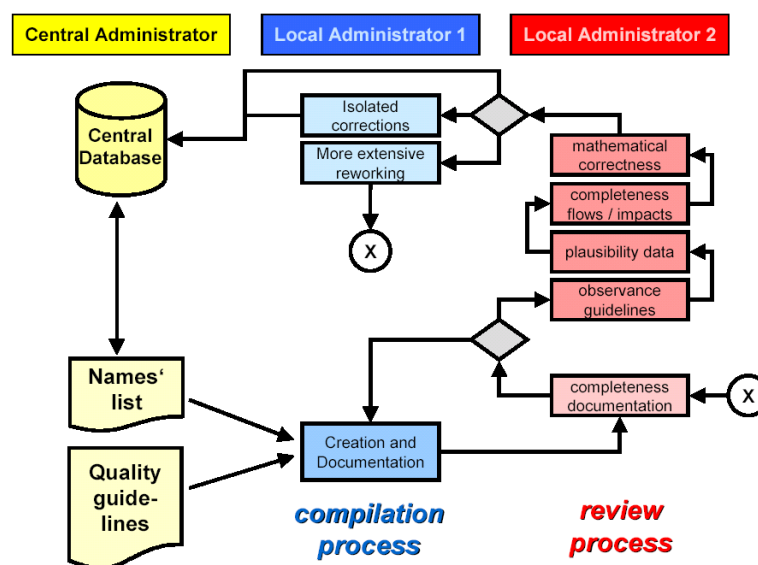 Central Administrator
Local Administrator 1
Local Administrator 2
Central
Database
Isolated
corrections
More extensive
reworking
X
mathematical
correctness
completeness
flows / impacts
plausibility data
observance
guidelines
Names‘
list
completeness
documentation
X
Creation and
Documentation
Quality
guide-
lines
compilation
process
review
process